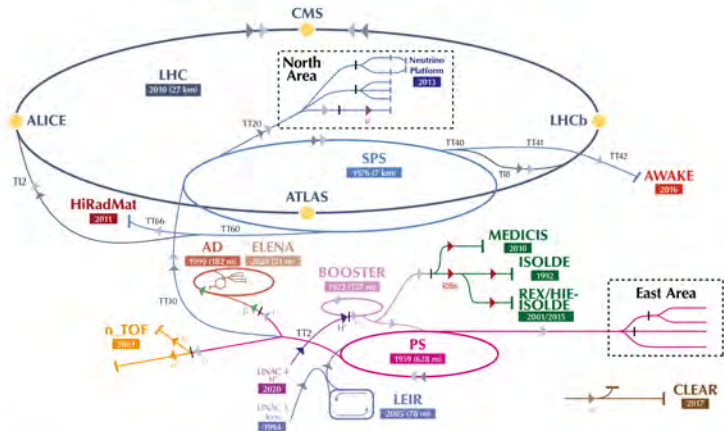 CMS
LHC
2010 (27 km)
North
Area
Neutrino
Platform
2013
ALICE
LHCb
TT20
TT40
TT41
TT42
TI8
TI2
SPS
1976 (7 km)
AWAKE
2016
ATLAS
HiRadMat
2011
TT66
TT60
AD
1999 (182 m)
ELENA
2020 (31 m)
TT10
BOOSTER
1972 (157 m)
MEDICIS
2010
ISOLDE
1992
RIBs
REX/HIE-
ISOLDE
2001/2015
East Area
n_TOF
2001
TT2
H⁻
PS
1959 (628 m)
LINAC 4
H⁻
2020
LINAC 3
Ions
1994
LEIR
2005 (78 m)
CLEAR
2017